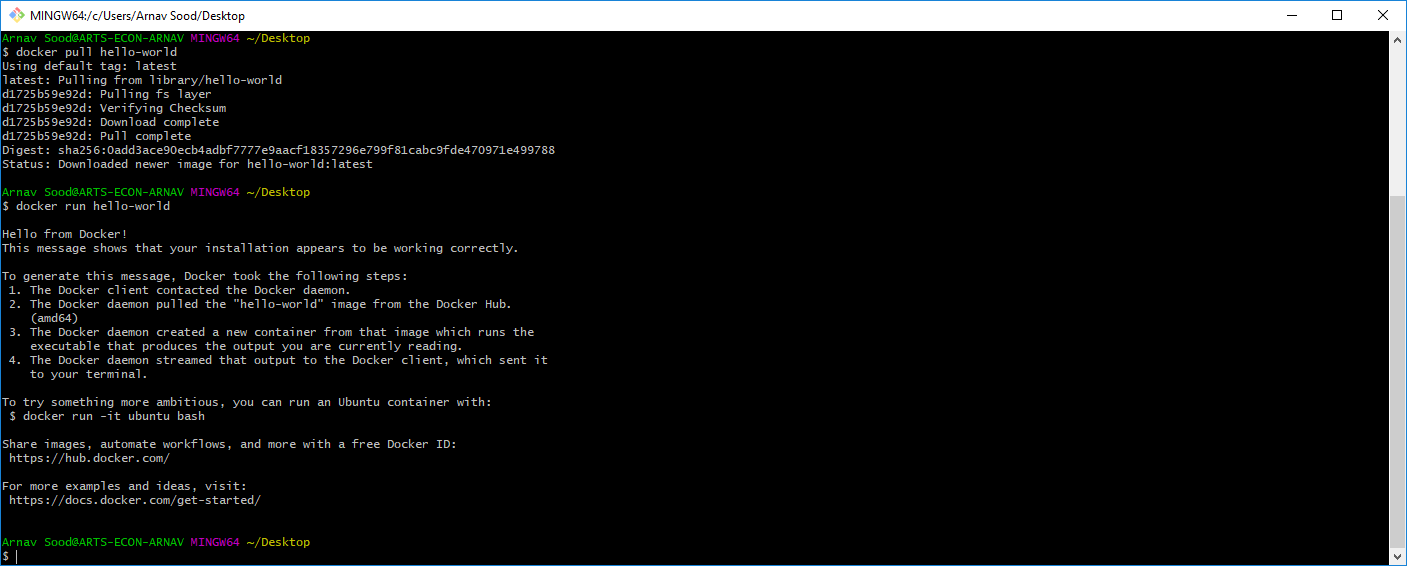 MINGW64:/c/Users/Arnav Sood/Desktop
Arnav Sood@ARTS-ECON-ARNAV MINGW64 ~/Desktop
$ docker pull hello-world
Using default tag: latest
latest: Pulling from library/hello-world
d1725b59e92d: Pulling fs layer
d1725b59e92d: Verifying Checksum
d1725b59e92d: Download complete
d1725b59e92d: Pull complete
Digest: sha256:0add3ace90ecb4adbf7777e9aacf18357296e799f81cabc9fde470971e499788
Status: Downloaded newer image for hello-world:latest
Arnav Sood@ARTS-ECON-ARNAV MINGW64 ~/Desktop
$ docker run hello-world
Hello from Docker!
This message shows that your installation appears to be working correctly.
To generate this message, Docker took the following steps:
1. The Docker client contacted the Docker daemon.
2. The Docker daemon pulled the "hello-world" image from the Docker Hub.
(amd64)
3. The Docker daemon created a new container from that image which runs the
executable that produces the output you are currently reading.
4. The Docker daemon streamed that output to the Docker client, which sent it
to your terminal.
To try something more ambitious, you can run an Ubuntu container with:
$ docker run -it ubuntu bash
Share images, automate workflows, and more with a free Docker ID:
https://hub.docker.com/
For more examples and ideas, visit:
https://docs.docker.com/get-started/
Arnav Sood@ARTS-ECON-ARNAV MINGW64 ~/Desktop
$